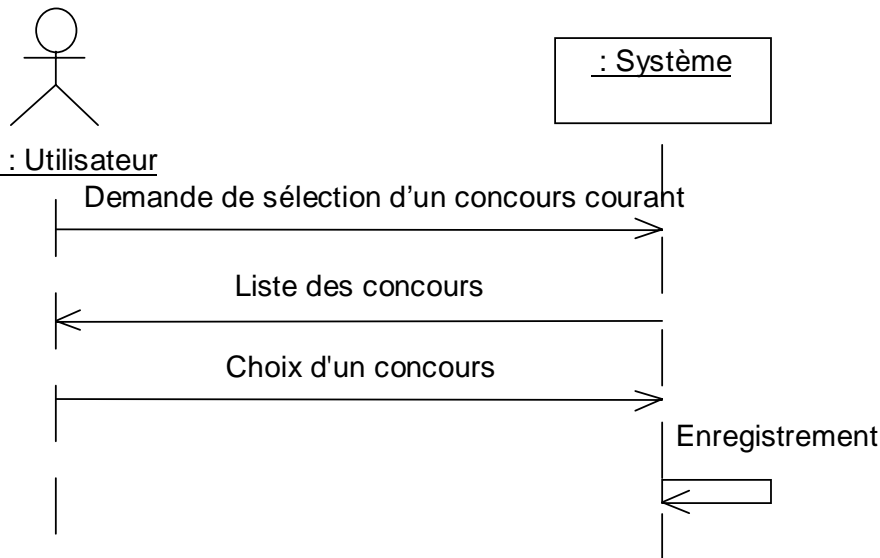 : Système
: Utilisateur
Demande de sélection d’un concours courant
Liste des concours
Choix d'un concours
Enregistrement